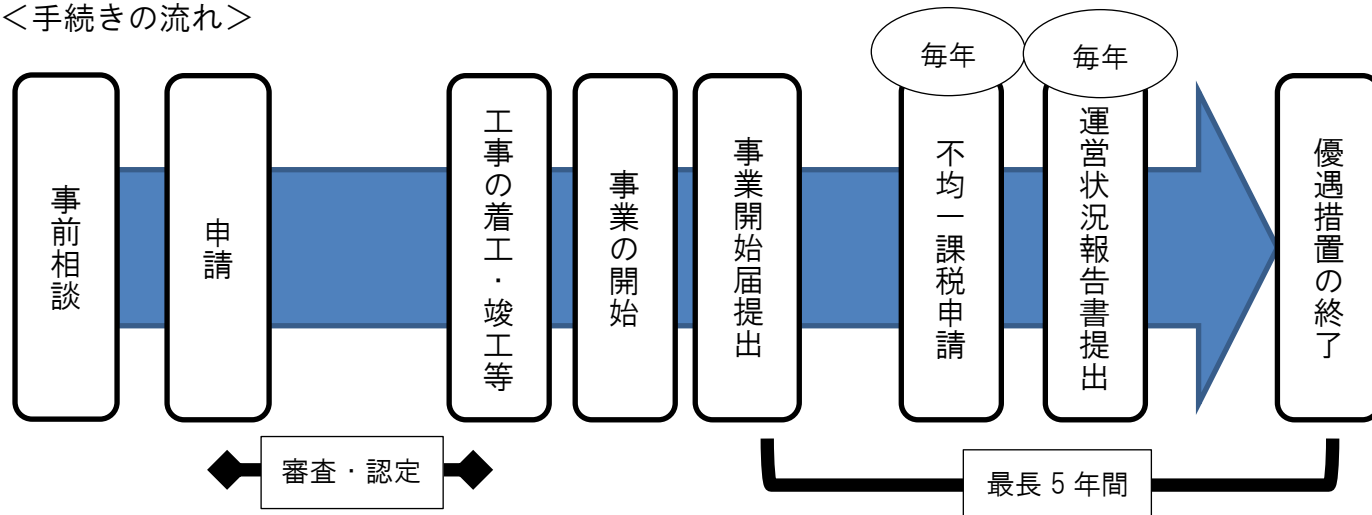 ＜手続きの流れ＞
事前相談
申請
工事の着工・竣工等
事業の開始
事業開始届提出
毎年
不均一課税申請
毎年
運営状況報告書提出
優遇措置の終了
審査・認定
最長５年間